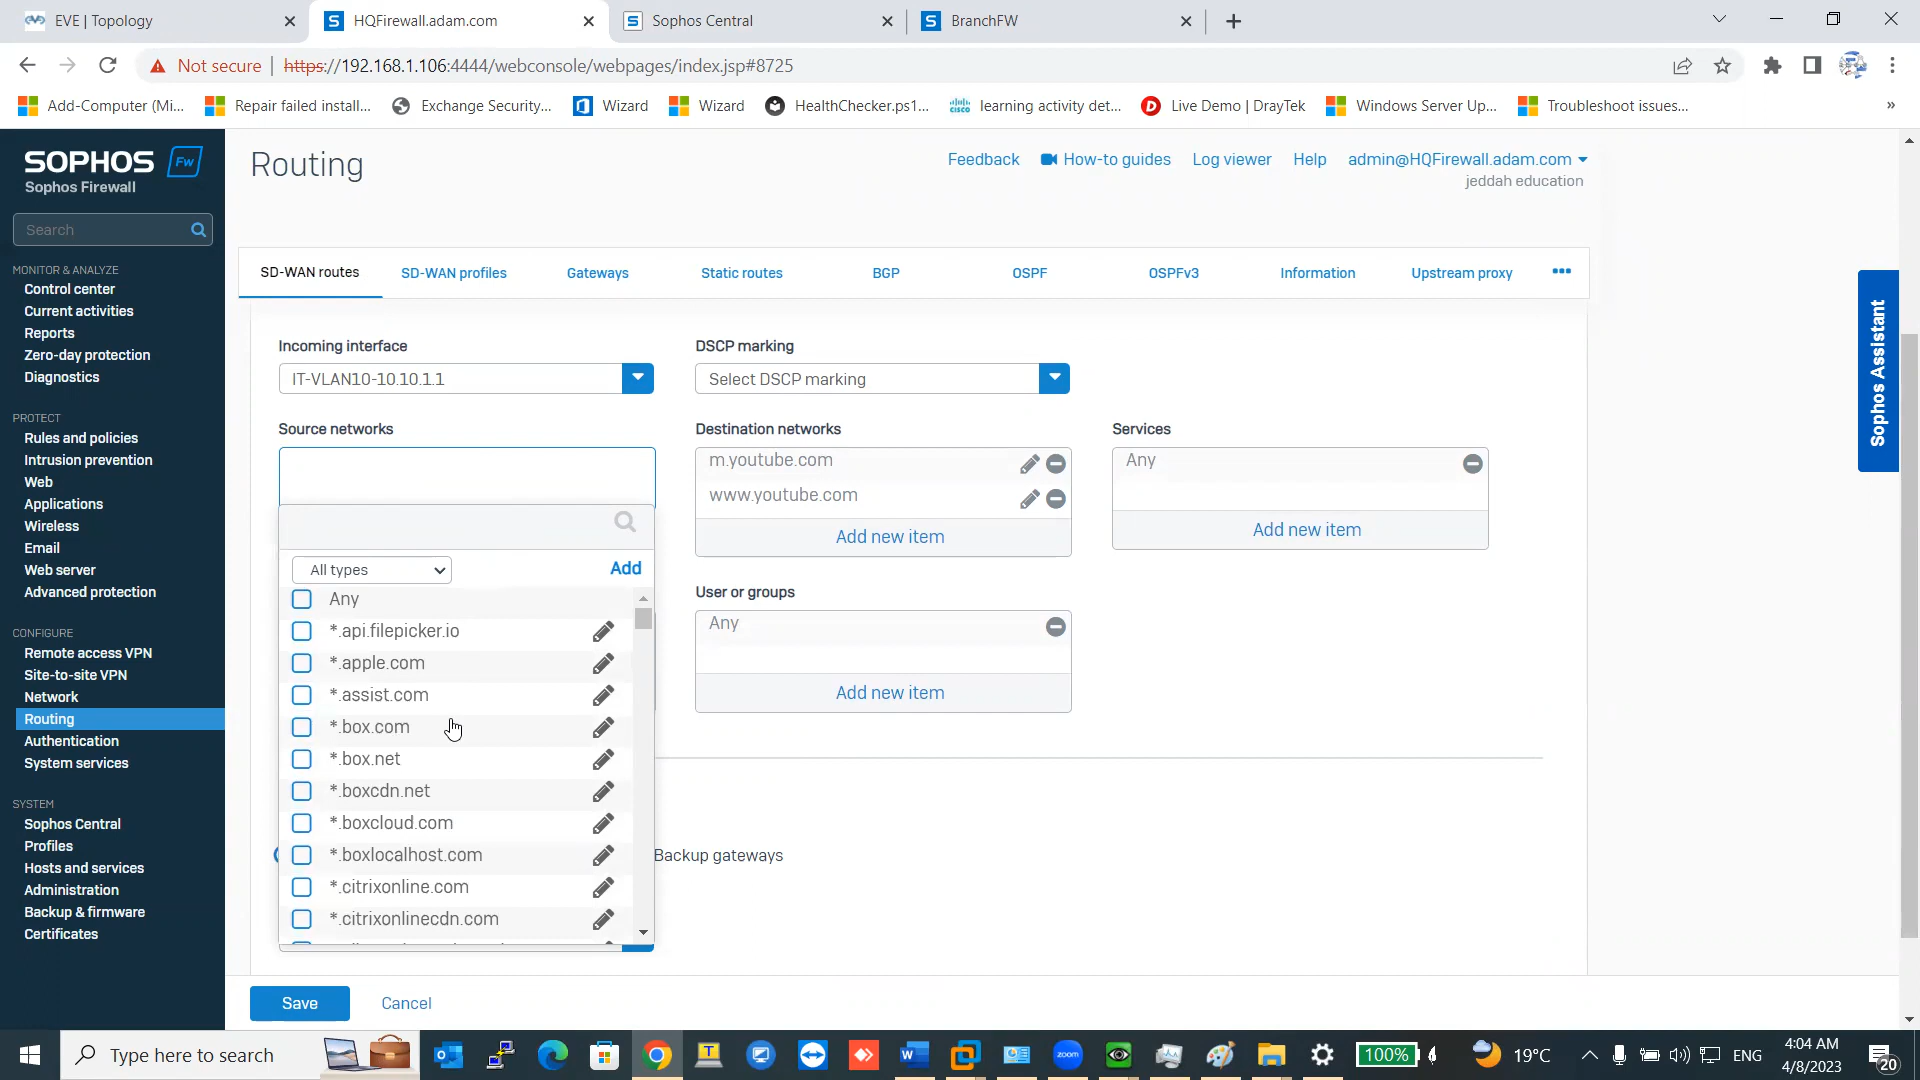 EVE | Topology
HQFirewall.adam.com
Sophos Central
BranchFW
Not secure
https://192.168.1.106:4444/webconsole/webpages/index.jsp#8725
Add-Computer (Mi...
Repair failed install...
Exchange Security...
Wizard
Wizard
HealthChecker.ps1...
learning activity det...
Live Demo | DrayTek
Windows Server Up...
Troubleshoot issues...
»
SOPHOS Fw
Sophos Firewall
Search
MONITOR & ANALYZE
Control center
Current activities
Reports
Zero-day protection
Diagnostics
PROTECT
Rules and policies
Intrusion prevention
Web
Applications
Wireless
Email
Web server
Advanced protection
CONFIGURE
Remote access VPN
Site-to-site VPN
Network
Routing
Authentication
System services
SYSTEM
Sophos Central
Profiles
Hosts and services
Administration
Backup & firmware
Certificates
Routing
Feedback
How-to guides
Log viewer
Help
admin@HQFirewall.adam.com
jeddah education
SD-WAN routes
SD-WAN profiles
Gateways
Static routes
BGP
OSPF
OSPFv3
Information
Upstream proxy
Incoming interface
IT-VLAN10-10.10.1.1
DSCP marking
Select DSCP marking
Source networks
All types
Add
Any
*.api.filepicker.io
*.apple.com
*.assist.com
*.box.com
*.box.net
*.boxcdn.net
*.boxcloud.com
*.boxlocalhost.com
*.citrixonline.com
*.citrixonlinecdn.com
Destination networks
m.youtube.com
www.youtube.com
Add new item
Services
Any
Add new item
User or groups
Any
Add new item
Backup gateways
Save
Cancel
Sophos Assistant
Type here to search
zoom
100%
19°C
ENG
4:04 AM
4/8/2023
20